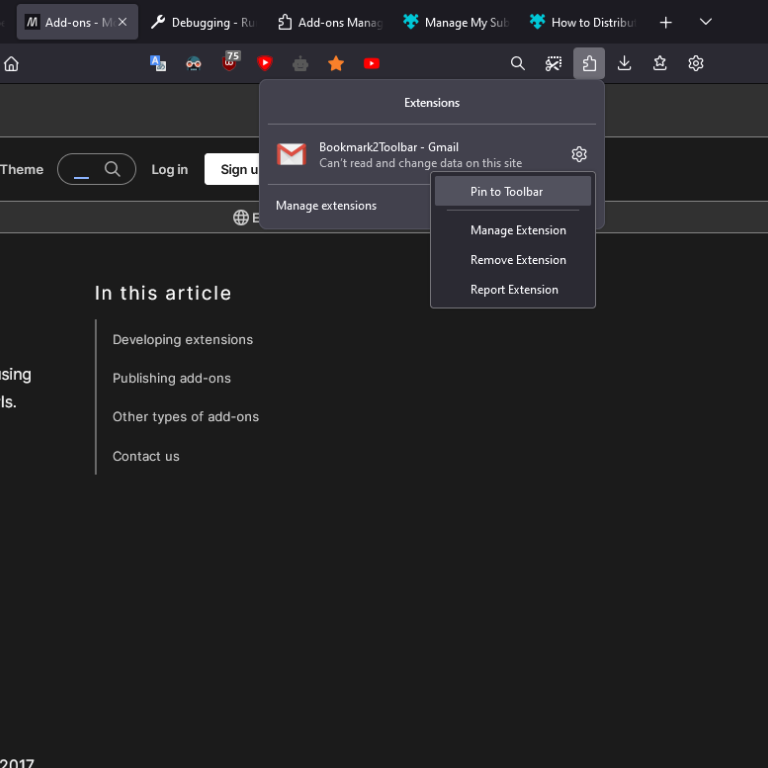 Add-ons - M
Debugging - Ru
Add-ons Manag
Manage My Sub
How to Distribu
75
Extensions
Bookmark2Toolbar - Gmail
Can't read and change data on this site
Theme
Log in
Sign u
Pin to Toolbar
Manage extensions
E
Manage Extension
Remove Extension
Report Extension
In this article
Developing extensions
using
Publishing add-ons
ls.
Other types of add-ons
Contact us
2017